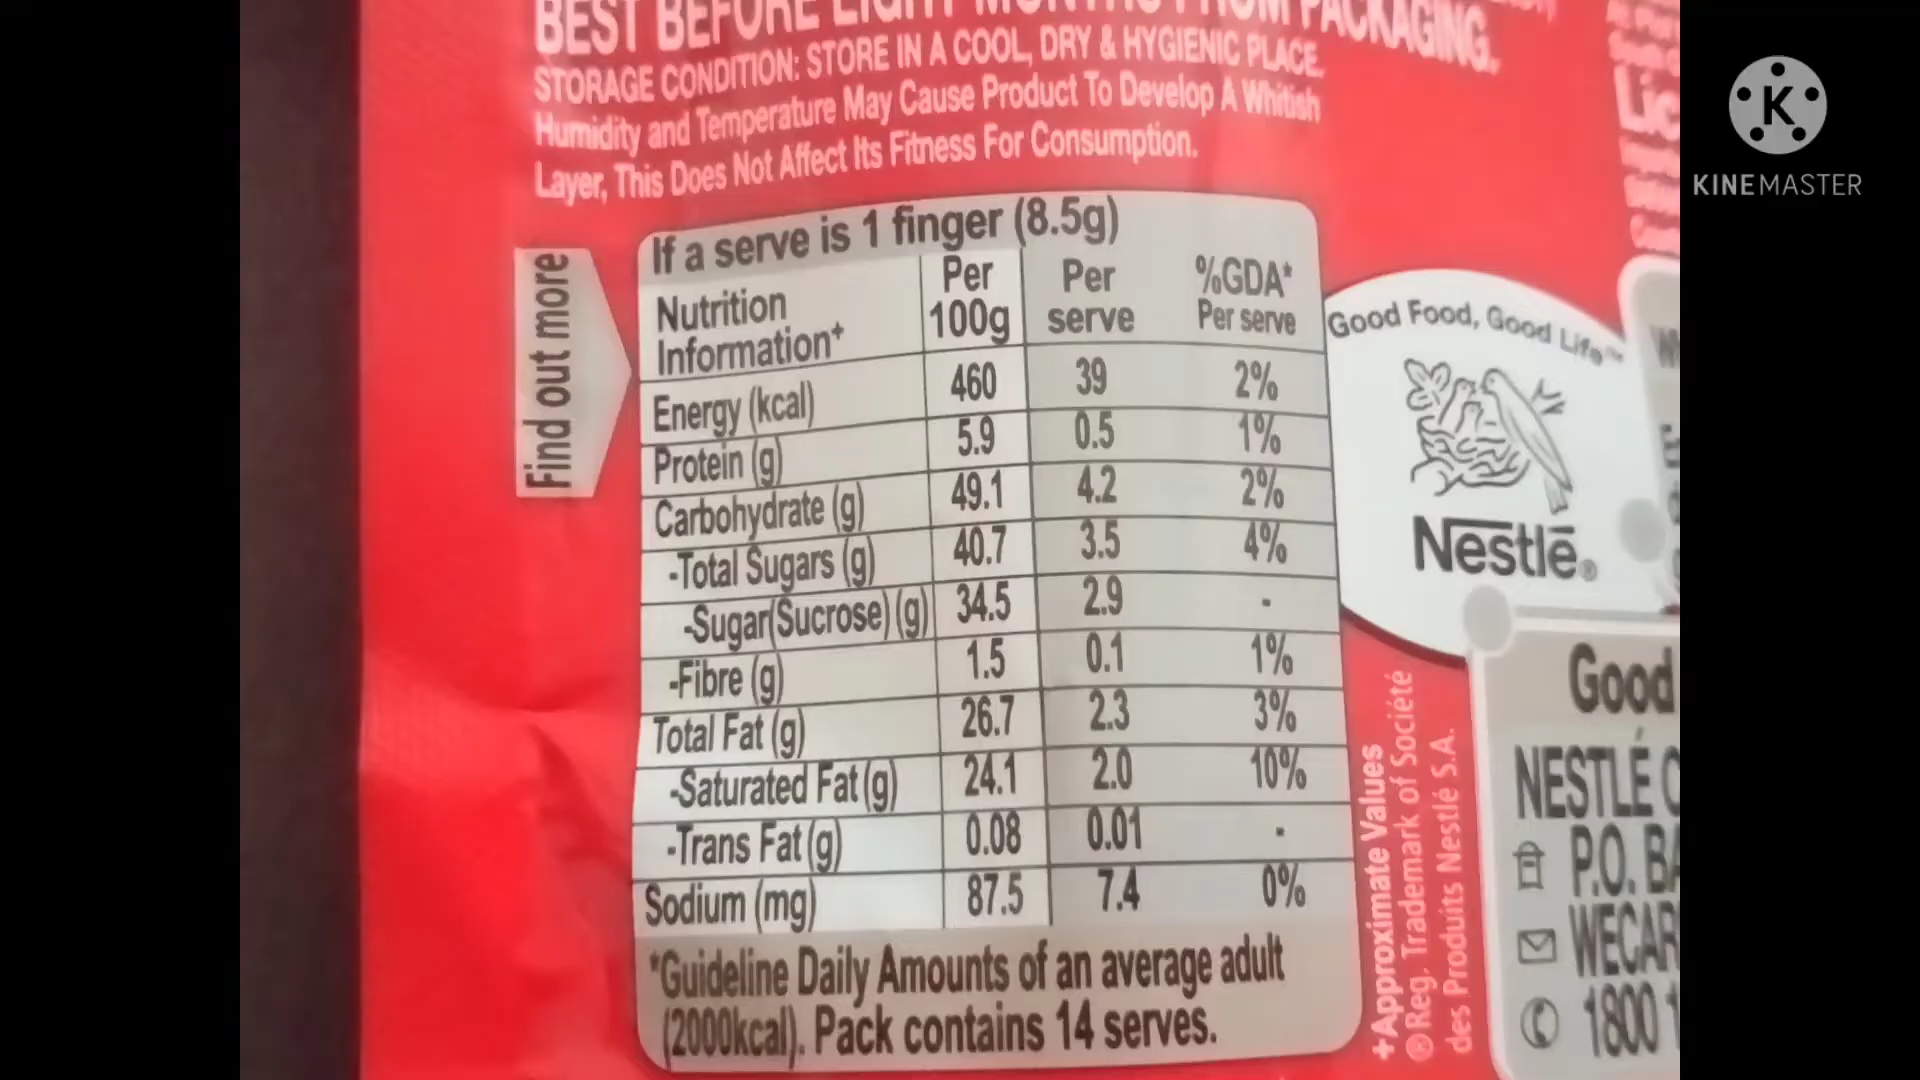 BEST BEFORE EIGHT MONTHS FROM PACKAGING.
STORAGE CONDITION: STORE IN A COOL, DRY & HYGIENIC PLACE.
Humidity and Temperature May Cause Product To Develop A Whitish
Layer, This Does Not Affect Its Fitness For Consumption.
Find out more
If a serve is 1 finger (8.5g)
Nutrition Information+ Per 100g Per serve %GDA* Per serve
Energy (kcal) 460 39 2%
Protein (g) 5.9 0.5 1%
Carbohydrate (g) 49.1 4.2 2%
-Total Sugars (g) 40.7 3.5 4%
-Sugar(Sucrose) (g) 34.5 2.9 -
-Fibre (g) 1.5 0.1 1%
Total Fat (g) 26.7 2.3 3%
-Saturated Fat (g) 24.1 2.0 10%
-Trans Fat (g) 0.08 0.01 -
Sodium (mg) 87.5 7.4 0%
*Guideline Daily Amounts of an average adult
(2000kcal). Pack contains 14 serves.
+Approximate Values
®Reg. Trademark of Société
des Produits Nestlé S.A.
Good Food, Good Life™
Nestlé®
Good
NESTLÉ
P.O.
1800
KINEMASTER